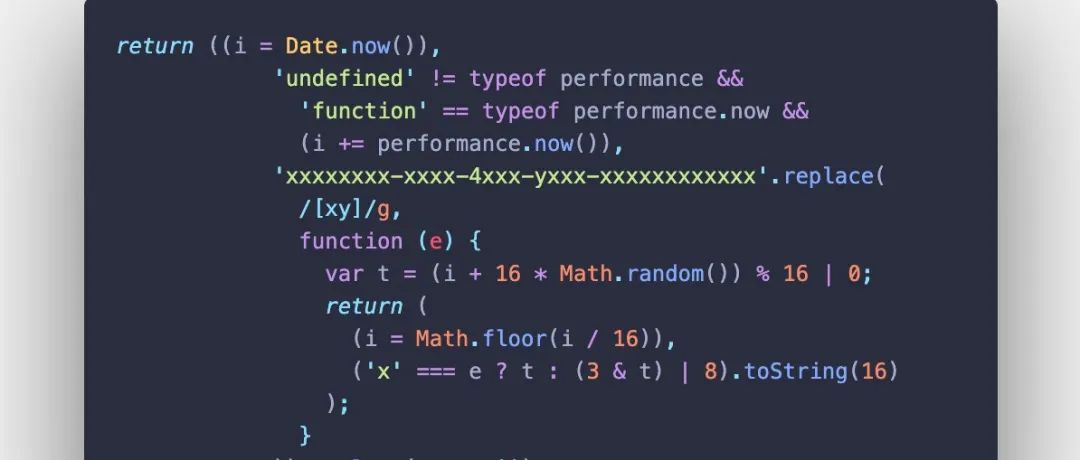 return ((i = Date.now()),
'undefined' != typeof performance &&
'function' == typeof performance.now &&
(i += performance.now()),
'xxxxxxxx-xxxx-4xxx-yxxx-xxxxxxxxxxxx'.replace(
/[xy]/g,
function (e) {
var t = (i + 16 * Math.random()) % 16 | 0;
return (
(i = Math.floor(i / 16)),
('x' === e ? t : (3 & t) | 8).toString(16)
);
}